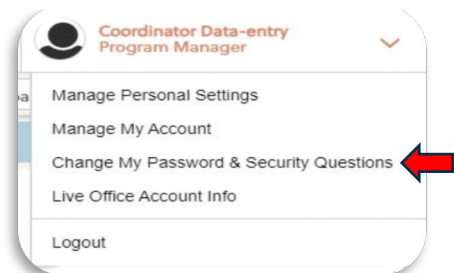 Coordinator Data-entry
Program Manager
Manage Personal Settings
Manage My Account
Change My Password & Security Questions
Live Office Account Info
Logout